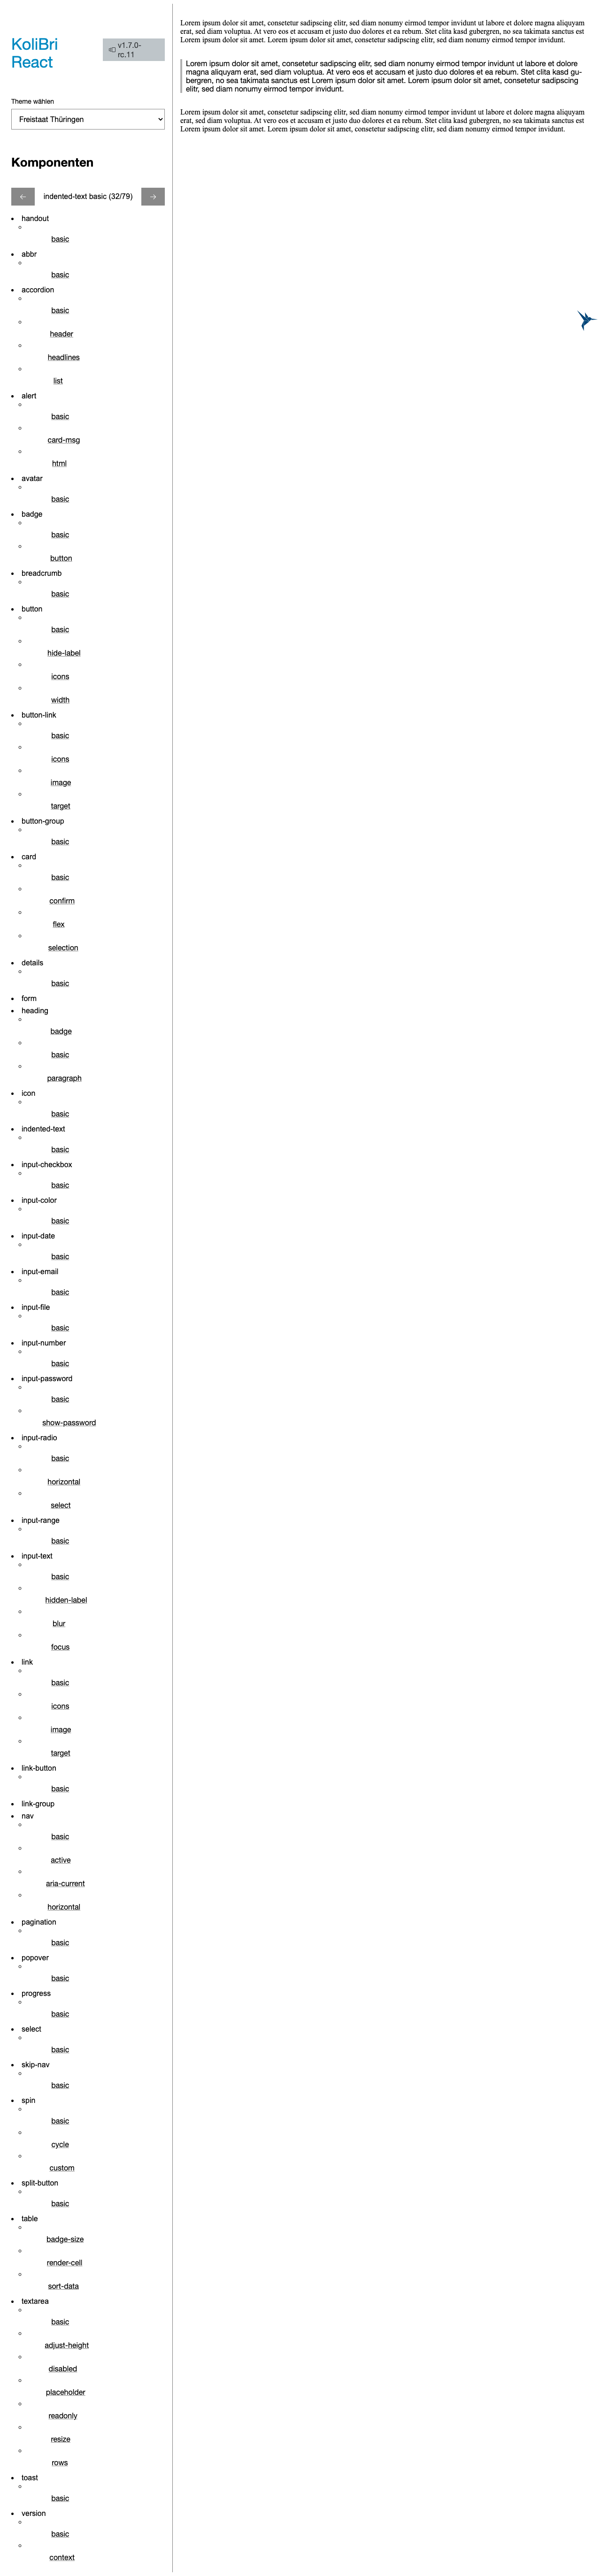 KoliBri
React
v1.7.0-
rc.11
Theme wählen
Freistaat Thüringen
Komponenten
← indented-text basic (32/79) →
handout
basic
abbr
basic
accordion
basic
header
headlines
list
alert
basic
card-msg
html
avatar
basic
badge
basic
button
breadcrumb
basic
button
basic
hide-label
icons
width
button-link
basic
icons
image
target
button-group
basic
card
basic
confirm
flex
selection
details
basic
form
heading
badge
basic
paragraph
icon
basic
indented-text
basic
input-checkbox
basic
input-color
basic
input-date
basic
input-email
basic
input-file
basic
input-number
basic
input-password
basic
show-password
input-radio
basic
horizontal
select
input-range
basic
input-text
basic
hidden-label
blur
focus
link
basic
icons
image
target
link-button
basic
link-group
nav
basic
active
aria-current
horizontal
pagination
basic
popover
basic
progress
basic
select
basic
skip-nav
basic
spin
basic
cycle
custom
split-button
basic
table
badge-size
render-cell
sort-data
textarea
basic
adjust-height
disabled
placeholder
readonly
resize
rows
toast
basic
version
basic
context
Lorem ipsum dolor sit amet, consetetur sadipscing elitr, sed diam nonumy eirmod tempor invidunt ut labore et dolore magna aliquyam
erat, sed diam voluptua. At vero eos et accusam et justo duo dolores et ea rebum. Stet clita kasd gubergren, no sea takimata sanctus est
Lorem ipsum dolor sit amet. Lorem ipsum dolor sit amet, consetetur sadipscing elitr, sed diam nonumy eirmod tempor invidunt.
Lorem ipsum dolor sit amet, consetetur sadipscing elitr, sed diam nonumy eirmod tempor invidunt ut labore et dolore
magna aliquyam erat, sed diam voluptua. At vero eos et accusam et justo duo dolores et ea rebum. Stet clita kasd gu-
bergren, no sea takimata sanctus est Lorem ipsum dolor sit amet. Lorem ipsum dolor sit amet, consetetur sadipscing
elitr, sed diam nonumy eirmod tempor invidunt.
Lorem ipsum dolor sit amet, consetetur sadipscing elitr, sed diam nonumy eirmod tempor invidunt ut labore et dolore magna aliquyam
erat, sed diam voluptua. At vero eos et accusam et justo duo dolores et ea rebum. Stet clita kasd gubergren, no sea takimata sanctus est
Lorem ipsum dolor sit amet. Lorem ipsum dolor sit amet, consetetur sadipscing elitr, sed diam nonumy eirmod tempor invidunt.